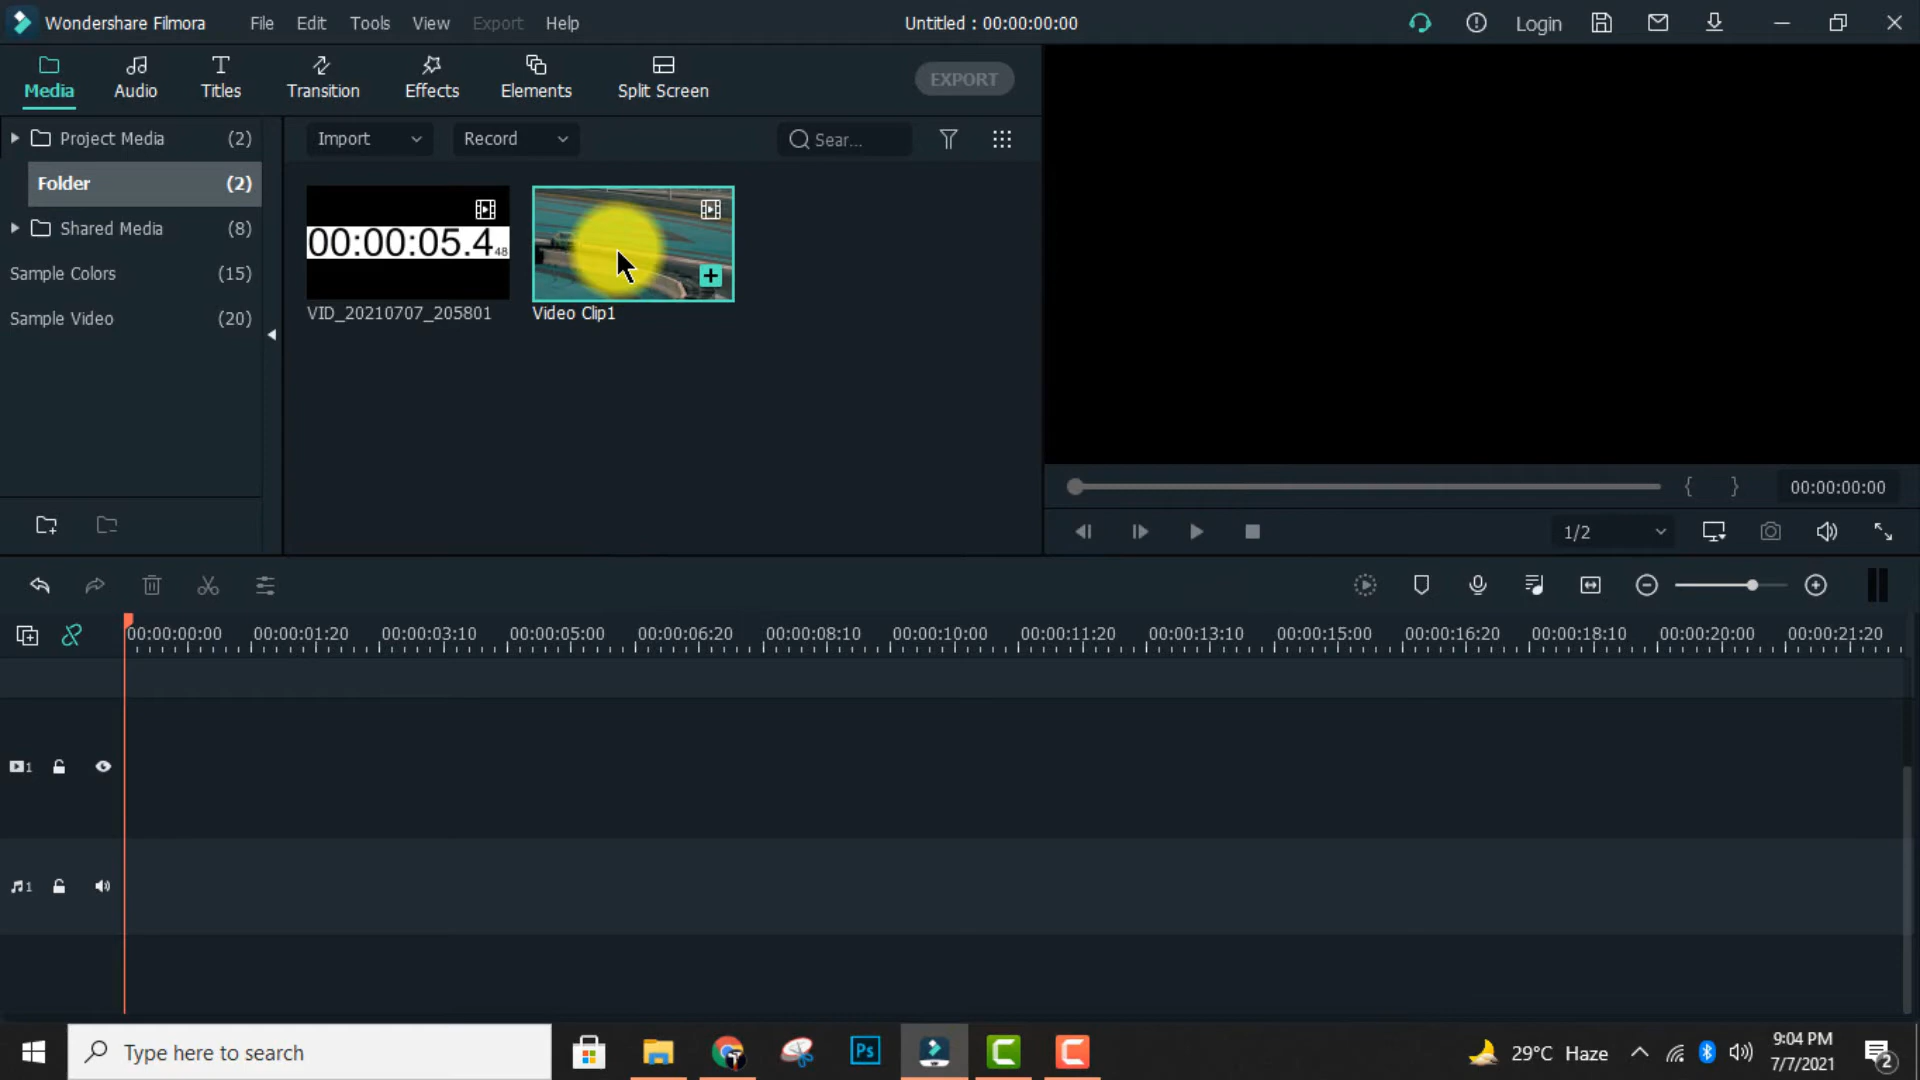 Wondershare Filmora File Edit Tools View Export Help Untitled : 00:00:00:00 Login
Media Audio Titles Transition Effects Elements Split Screen EXPORT
Project Media (2) Import Record Sear...
Folder (2)
Shared Media (8)
Sample Colors (15)
Sample Video (20)
00:00:05.448
VID_20210707_205801 Video Clip1
{ } 00:00:00:00
1/2
00:00:00:00 00:00:01:20 00:00:03:10 00:00:05:00 00:00:06:20 00:00:08:10 00:00:10:00 00:00:11:20 00:00:13:10 00:00:15:00 00:00:16:20 00:00:18:10 00:00:20:00 00:00:21:20
1
1
Type here to search Ps 29°C Haze 9:04 PM
7/7/2021 2